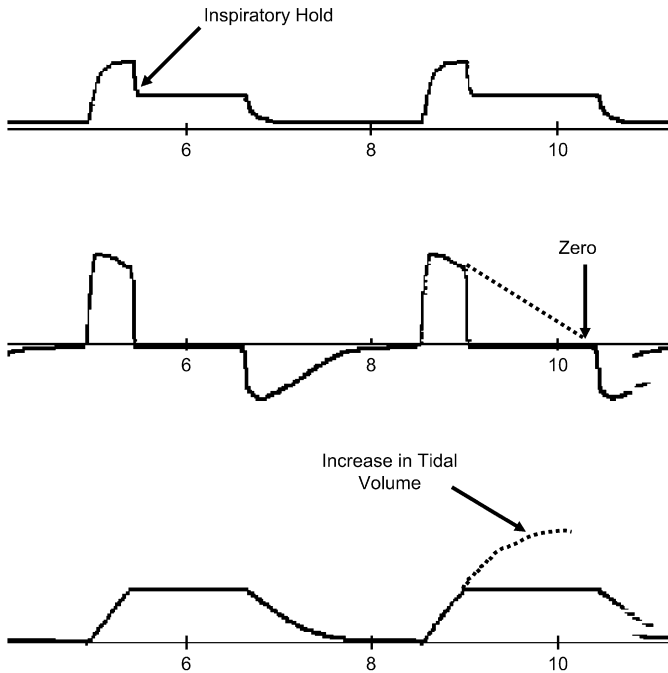 Inspiratory Hold
6 8 10
Zero
6 8 10
Increase in Tidal
Volume
6 8 10